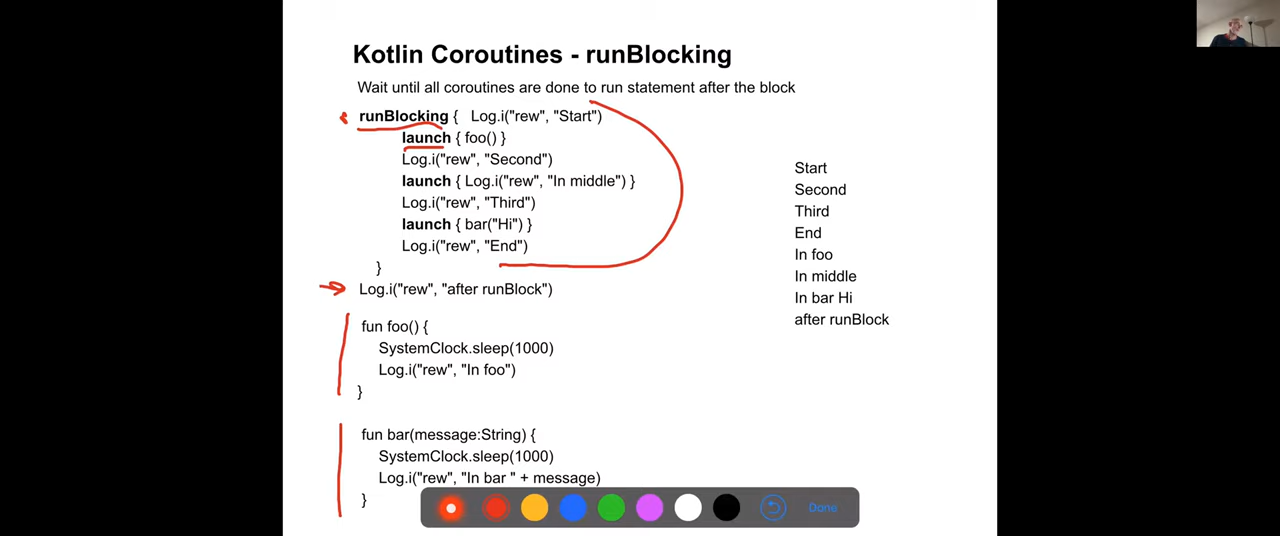 Kotlin Coroutines - runBlocking
Wait until all coroutines are done to run statement after the block
runBlocking { Log.i("rew", "Start")
launch { foo() }
Log.i("rew", "Second")
launch { Log.i("rew", "In middle") }
Log.i("rew", "Third")
launch { bar("Hi") }
Log.i("rew", "End")
}
Log.i("rew", "after runBlock")
fun foo() {
SystemClock.sleep(1000)
Log.i("rew", "In foo")
}
fun bar(message:String) {
SystemClock.sleep(1000)
Log.i("rew", "In bar " + message)
}
Start
Second
Third
End
In foo
In middle
In bar Hi
after runBlock
Done